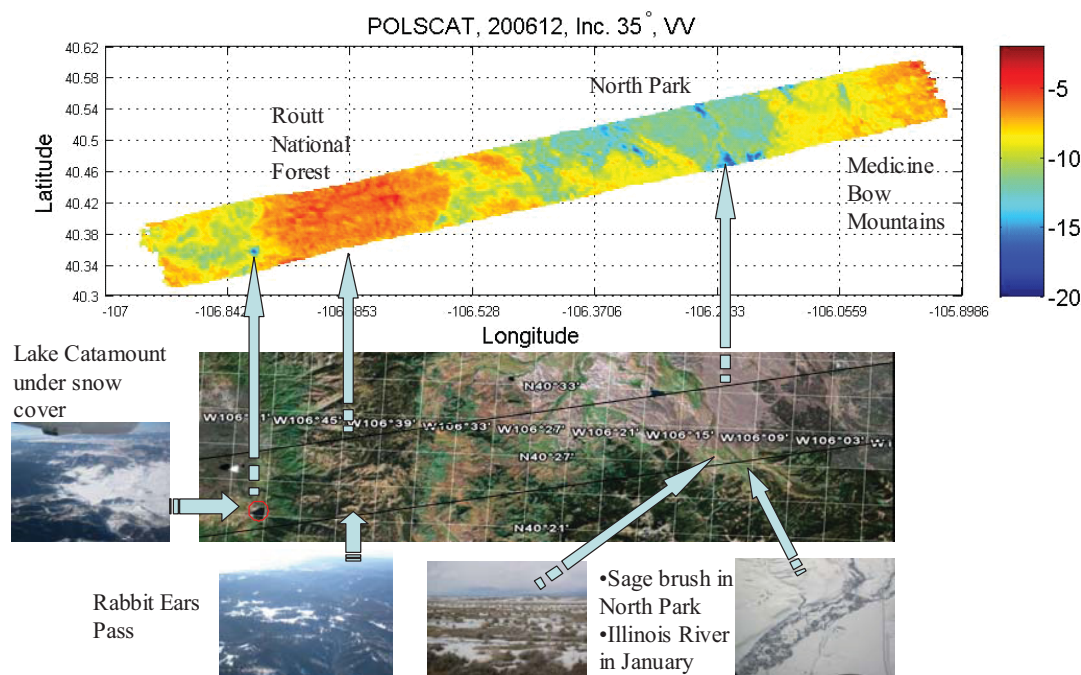 POLSCAT, 200612, Inc. 35°, VV
40.62
40.58
40.54
40.5
40.46
40.42
40.38
40.34
40.3
Latitude
Routt
National
Forest
North Park
Medicine
Bow
Mountains
-5
-10
-15
-20
-107
-106.528
-106.3706
-106.0559
-105.8986
Longitude
Lake Catamount
under snow
cover
N40°33'
W106°45'
W106°39'
W106°33'
W106°27'
W106°21'
W106°15'
W106°09'
W106°03'
N40°27'
N40°21'
Rabbit Ears
Pass
•Sage brush in
North Park
•Illinois River
in January